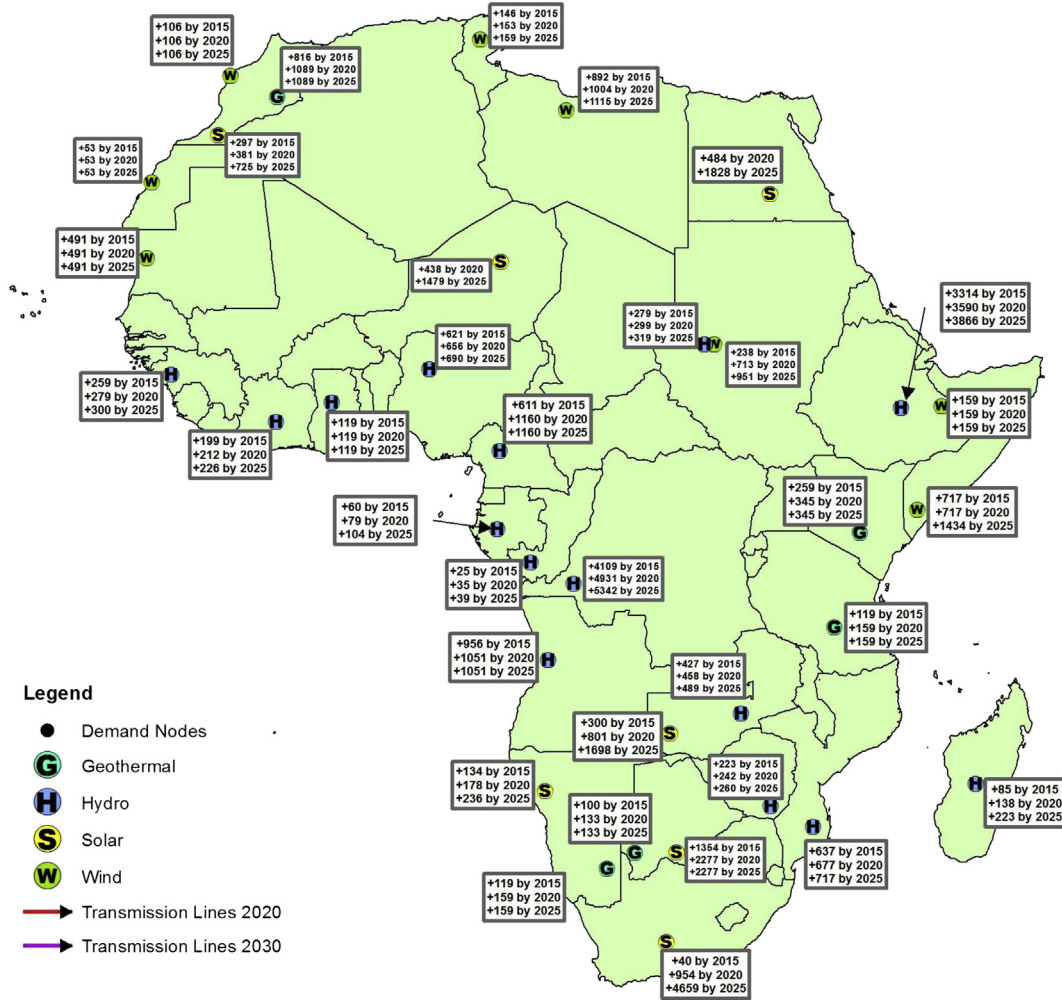 +106 by 2015
+106 by 2020
+106 by 2025
W
+816 by 2015
+1089 by 2020
+1089 by 2025
G
+146 by 2015
+153 by 2020
+159 by 2025
W
+892 by 2015
+1004 by 2020
+1115 by 2025
W
+53 by 2015
+53 by 2020
+53 by 2025
W
S
+297 by 2015
+381 by 2020
+725 by 2025
+484 by 2020
+1828 by 2025
S
+491 by 2015
+491 by 2020
+491 by 2025
W
+438 by 2020
+1479 by 2025
S
+279 by 2015
+299 by 2020
+319 by 2025
H
W
+238 by 2015
+713 by 2020
+951 by 2025
+3314 by 2015
+3590 by 2020
+3866 by 2025
H
W
+159 by 2015
+159 by 2020
+159 by 2025
+621 by 2015
+656 by 2020
+690 by 2025
H
+259 by 2015
+279 by 2020
+300 by 2025
H
+199 by 2015
+212 by 2020
+226 by 2025
H
+119 by 2015
+119 by 2020
+119 by 2025
H
+611 by 2015
+1160 by 2020
+1160 by 2025
H
+259 by 2015
+345 by 2020
+345 by 2025
G
W
+717 by 2015
+717 by 2020
+1434 by 2025
+60 by 2015
+79 by 2020
+104 by 2025
H
+25 by 2015
+35 by 2020
+39 by 2025
H
H
+4109 by 2015
+4931 by 2020
+5342 by 2025
G
+119 by 2015
+159 by 2020
+159 by 2025
+956 by 2015
+1051 by 2020
+1051 by 2025
H
+427 by 2015
+458 by 2020
+489 by 2025
H
+300 by 2015
+801 by 2020
+1698 by 2025
S
+223 by 2015
+242 by 2020
+260 by 2025
H
H
+85 by 2015
+138 by 2020
+223 by 2025
+134 by 2015
+178 by 2020
+236 by 2025
S
+100 by 2015
+133 by 2020
+133 by 2025
G
S
+1354 by 2015
+2277 by 2020
+2277 by 2025
H
+637 by 2015
+677 by 2020
+717 by 2025
+119 by 2015
+159 by 2020
+159 by 2025
G
S
+40 by 2015
+954 by 2020
+4659 by 2025
Legend
Demand Nodes
G Geothermal
H Hydro
S Solar
W Wind
Transmission Lines 2020
Transmission Lines 2030